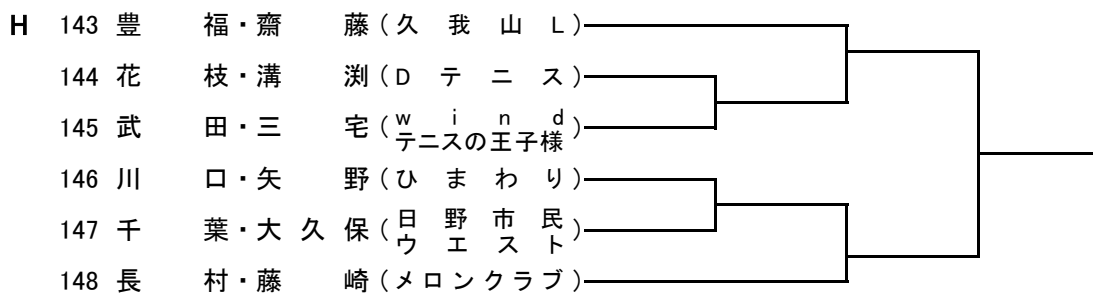 H 143 豊 福・齋 藤 (久 我 山 L)
144 花 枝・溝 渕 (D テ ニ ス)
145 武 田・三 宅 (w i n d
テニスの王子様)
146 川 口・矢 野 (ひ ま わ り)
147 千 葉・大 久 保 (日 野 市 民
ウ エ ス ト)
148 長 村・藤 崎 (メロンクラブ)